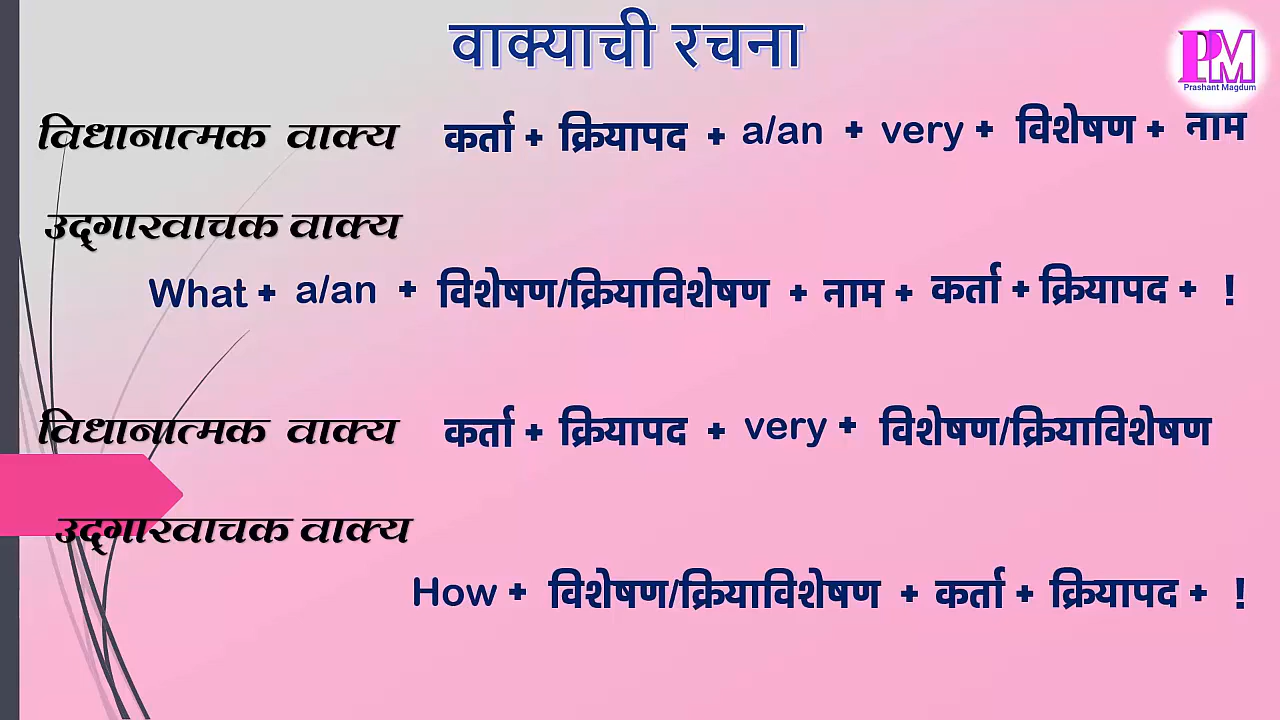 वाक्याची रचना
PM
Prashant Magdum
विधानात्मक वाक्य कर्ता + क्रियापद + a/an + very + विशेषण + नाम
उद्‌गारवाचक वाक्य
What + a/an + विशेषण/क्रियाविशेषण + नाम + कर्ता + क्रियापद + !
विधानात्मक वाक्य कर्ता + क्रियापद + very + विशेषण/क्रियाविशेषण
उद्‌गारवाचक वाक्य
How + विशेषण/क्रियाविशेषण + कर्ता + क्रियापद + !